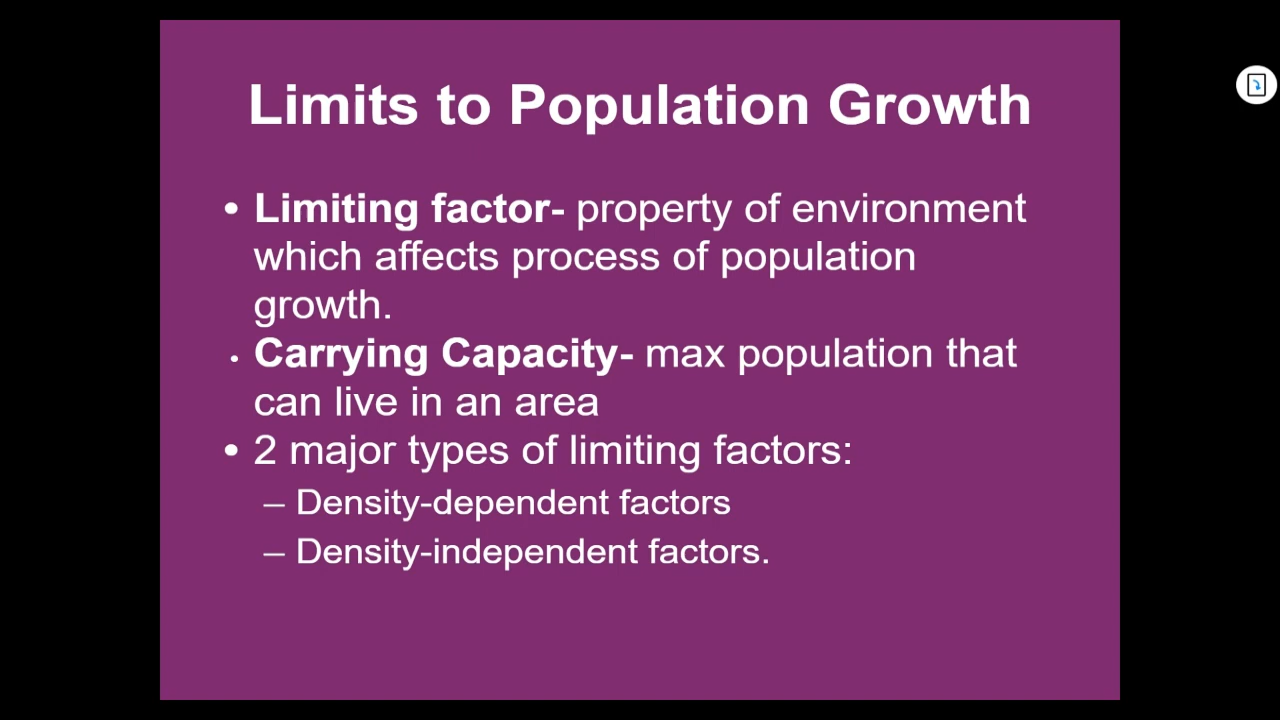 Limits to Population Growth
• Limiting factor- property of environment
which affects process of population
growth.
• Carrying Capacity- max population that
can live in an area
• 2 major types of limiting factors:
– Density-dependent factors
– Density-independent factors.